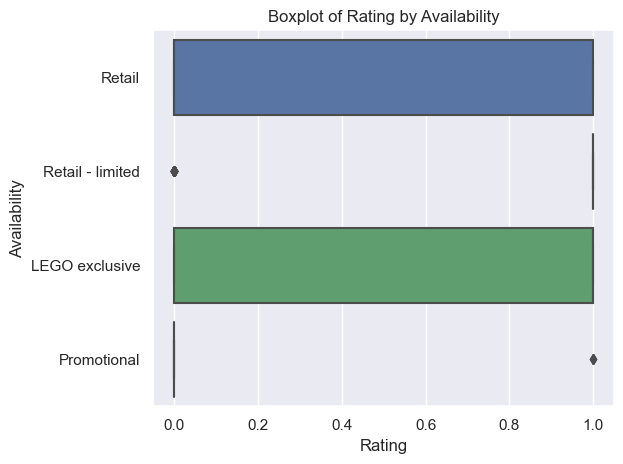 Boxplot of Rating by Availability
Retail
Retail - limited
LEGO exclusive
Promotional
Availability
0.0 0.2 0.4 0.6 0.8 1.0
Rating